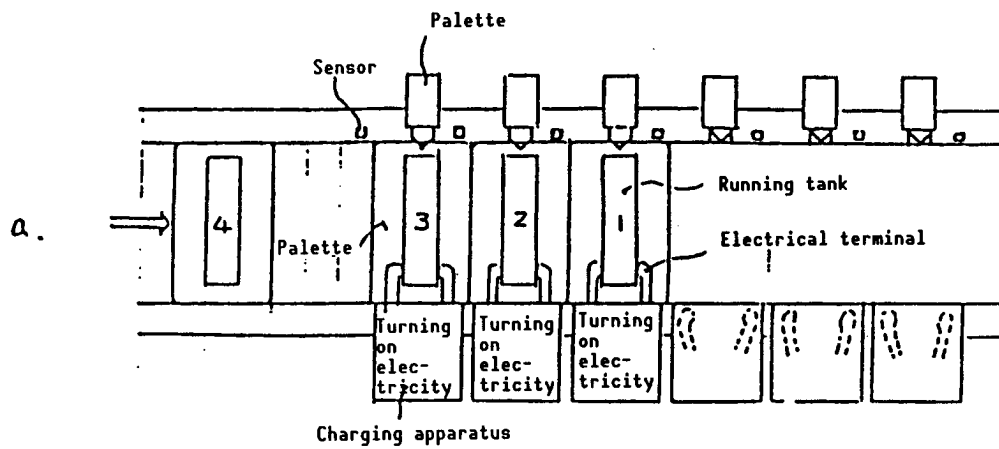 Palette
Sensor
a.
4
Palette
3
2
1
Running tank
Electrical terminal
Turning
on
elec-
tricity
Turning
on
elec-
tricity
Turning
on
elec-
tricity
Charging apparatus